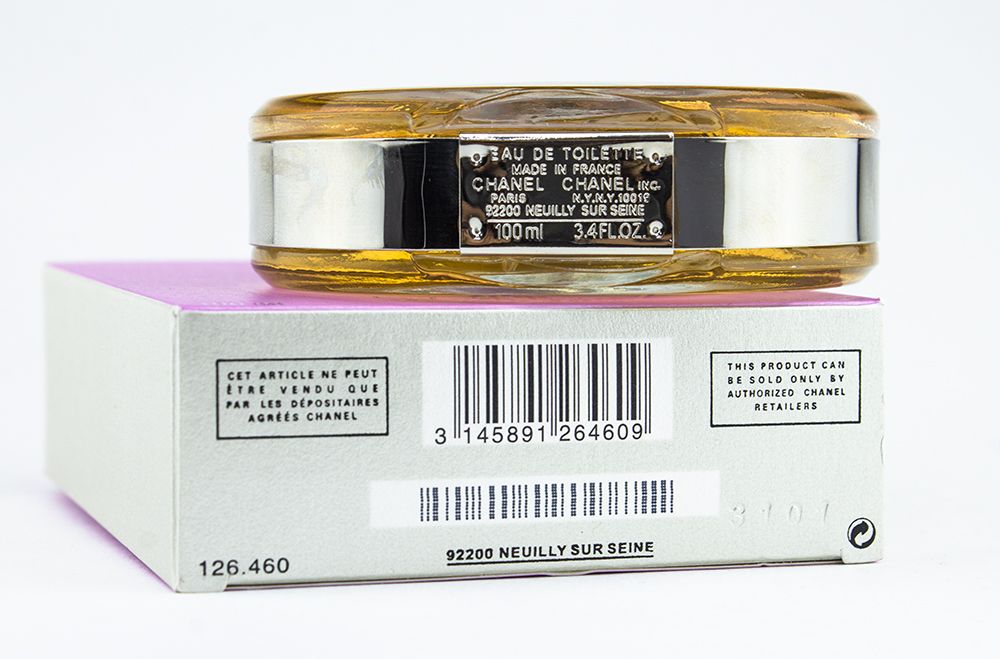 EAU DE TOILETTE
MADE IN FRANCE
CHANEL CHANEL INC.
PARIS N.Y.N.Y.10019
92200 NEUILLY SUR SEINE
100 ml 3.4FL.OZ.
CET ARTICLE NE PEUT
ÊTRE VENDU QUE
PAR LES DÉPOSITAIRES
AGRÉÉS CHANEL
3 145891 264609
THIS PRODUCT CAN
BE SOLD ONLY BY
AUTHORIZED CHANEL
RETAILERS
3101
92200 NEUILLY SUR SEINE
126.460